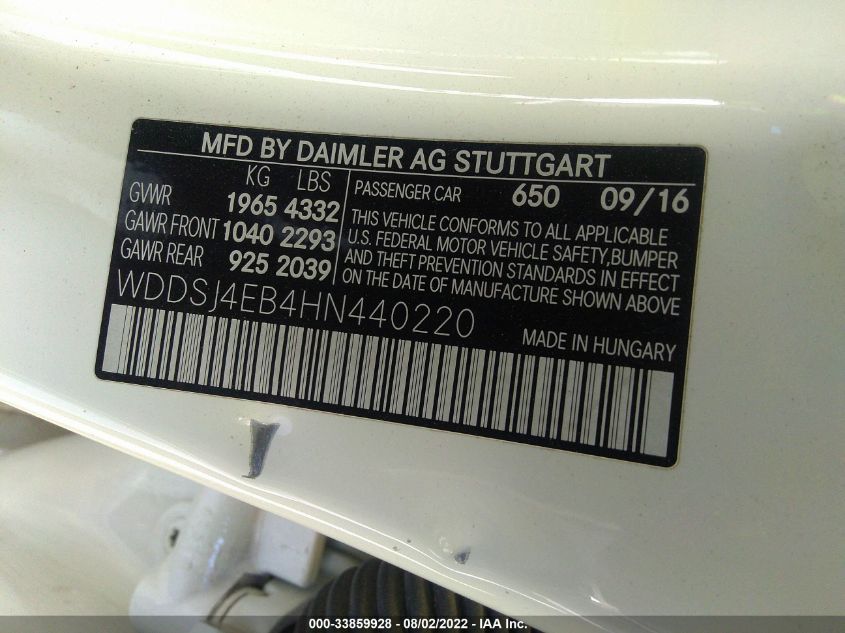 MFD BY DAIMLER AG STUTTGART
KG LBS
GVWR 1965 4332
GAWR FRONT 1040 2293
GAWR REAR 925 2039
PASSENGER CAR 650 09/16
THIS VEHICLE CONFORMS TO ALL APPLICABLE
U.S. FEDERAL MOTOR VEHICLE SAFETY, BUMPER
AND THEFT PREVENTION STANDARDS IN EFFECT
ON THE DATE OF MANUFACTURE SHOWN ABOVE
WDDSJ4EB4HN440220
MADE IN HUNGARY
000-33859928 - 08/02/2022 - IAA Inc.